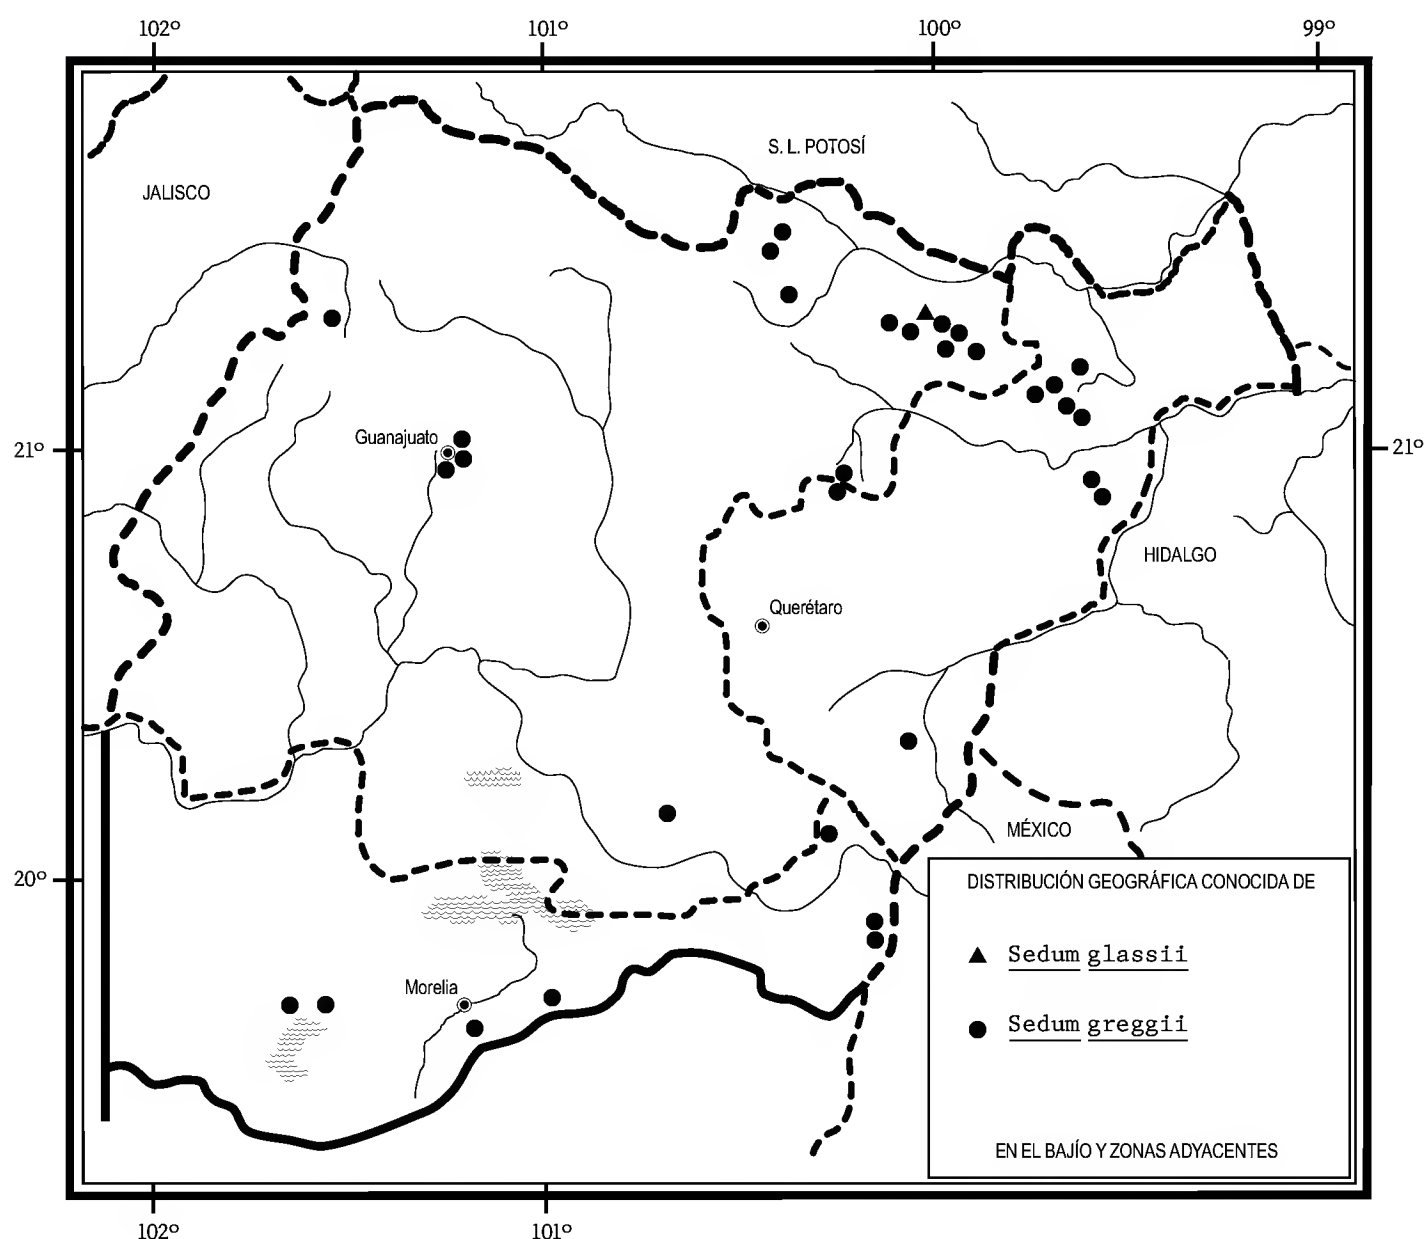 102º 101º 100º 99º
S. L. POTOSÍ
JALISCO
Guanajuato
21º 21º
HIDALGO
Querétaro
MÉXICO
20º
DISTRIBUCIÓN GEOGRÁFICA CONOCIDA DE
Sedum glassii
Morelia
Sedum greggii
EN EL BAJÍO Y ZONAS ADYACENTES
102º 101º